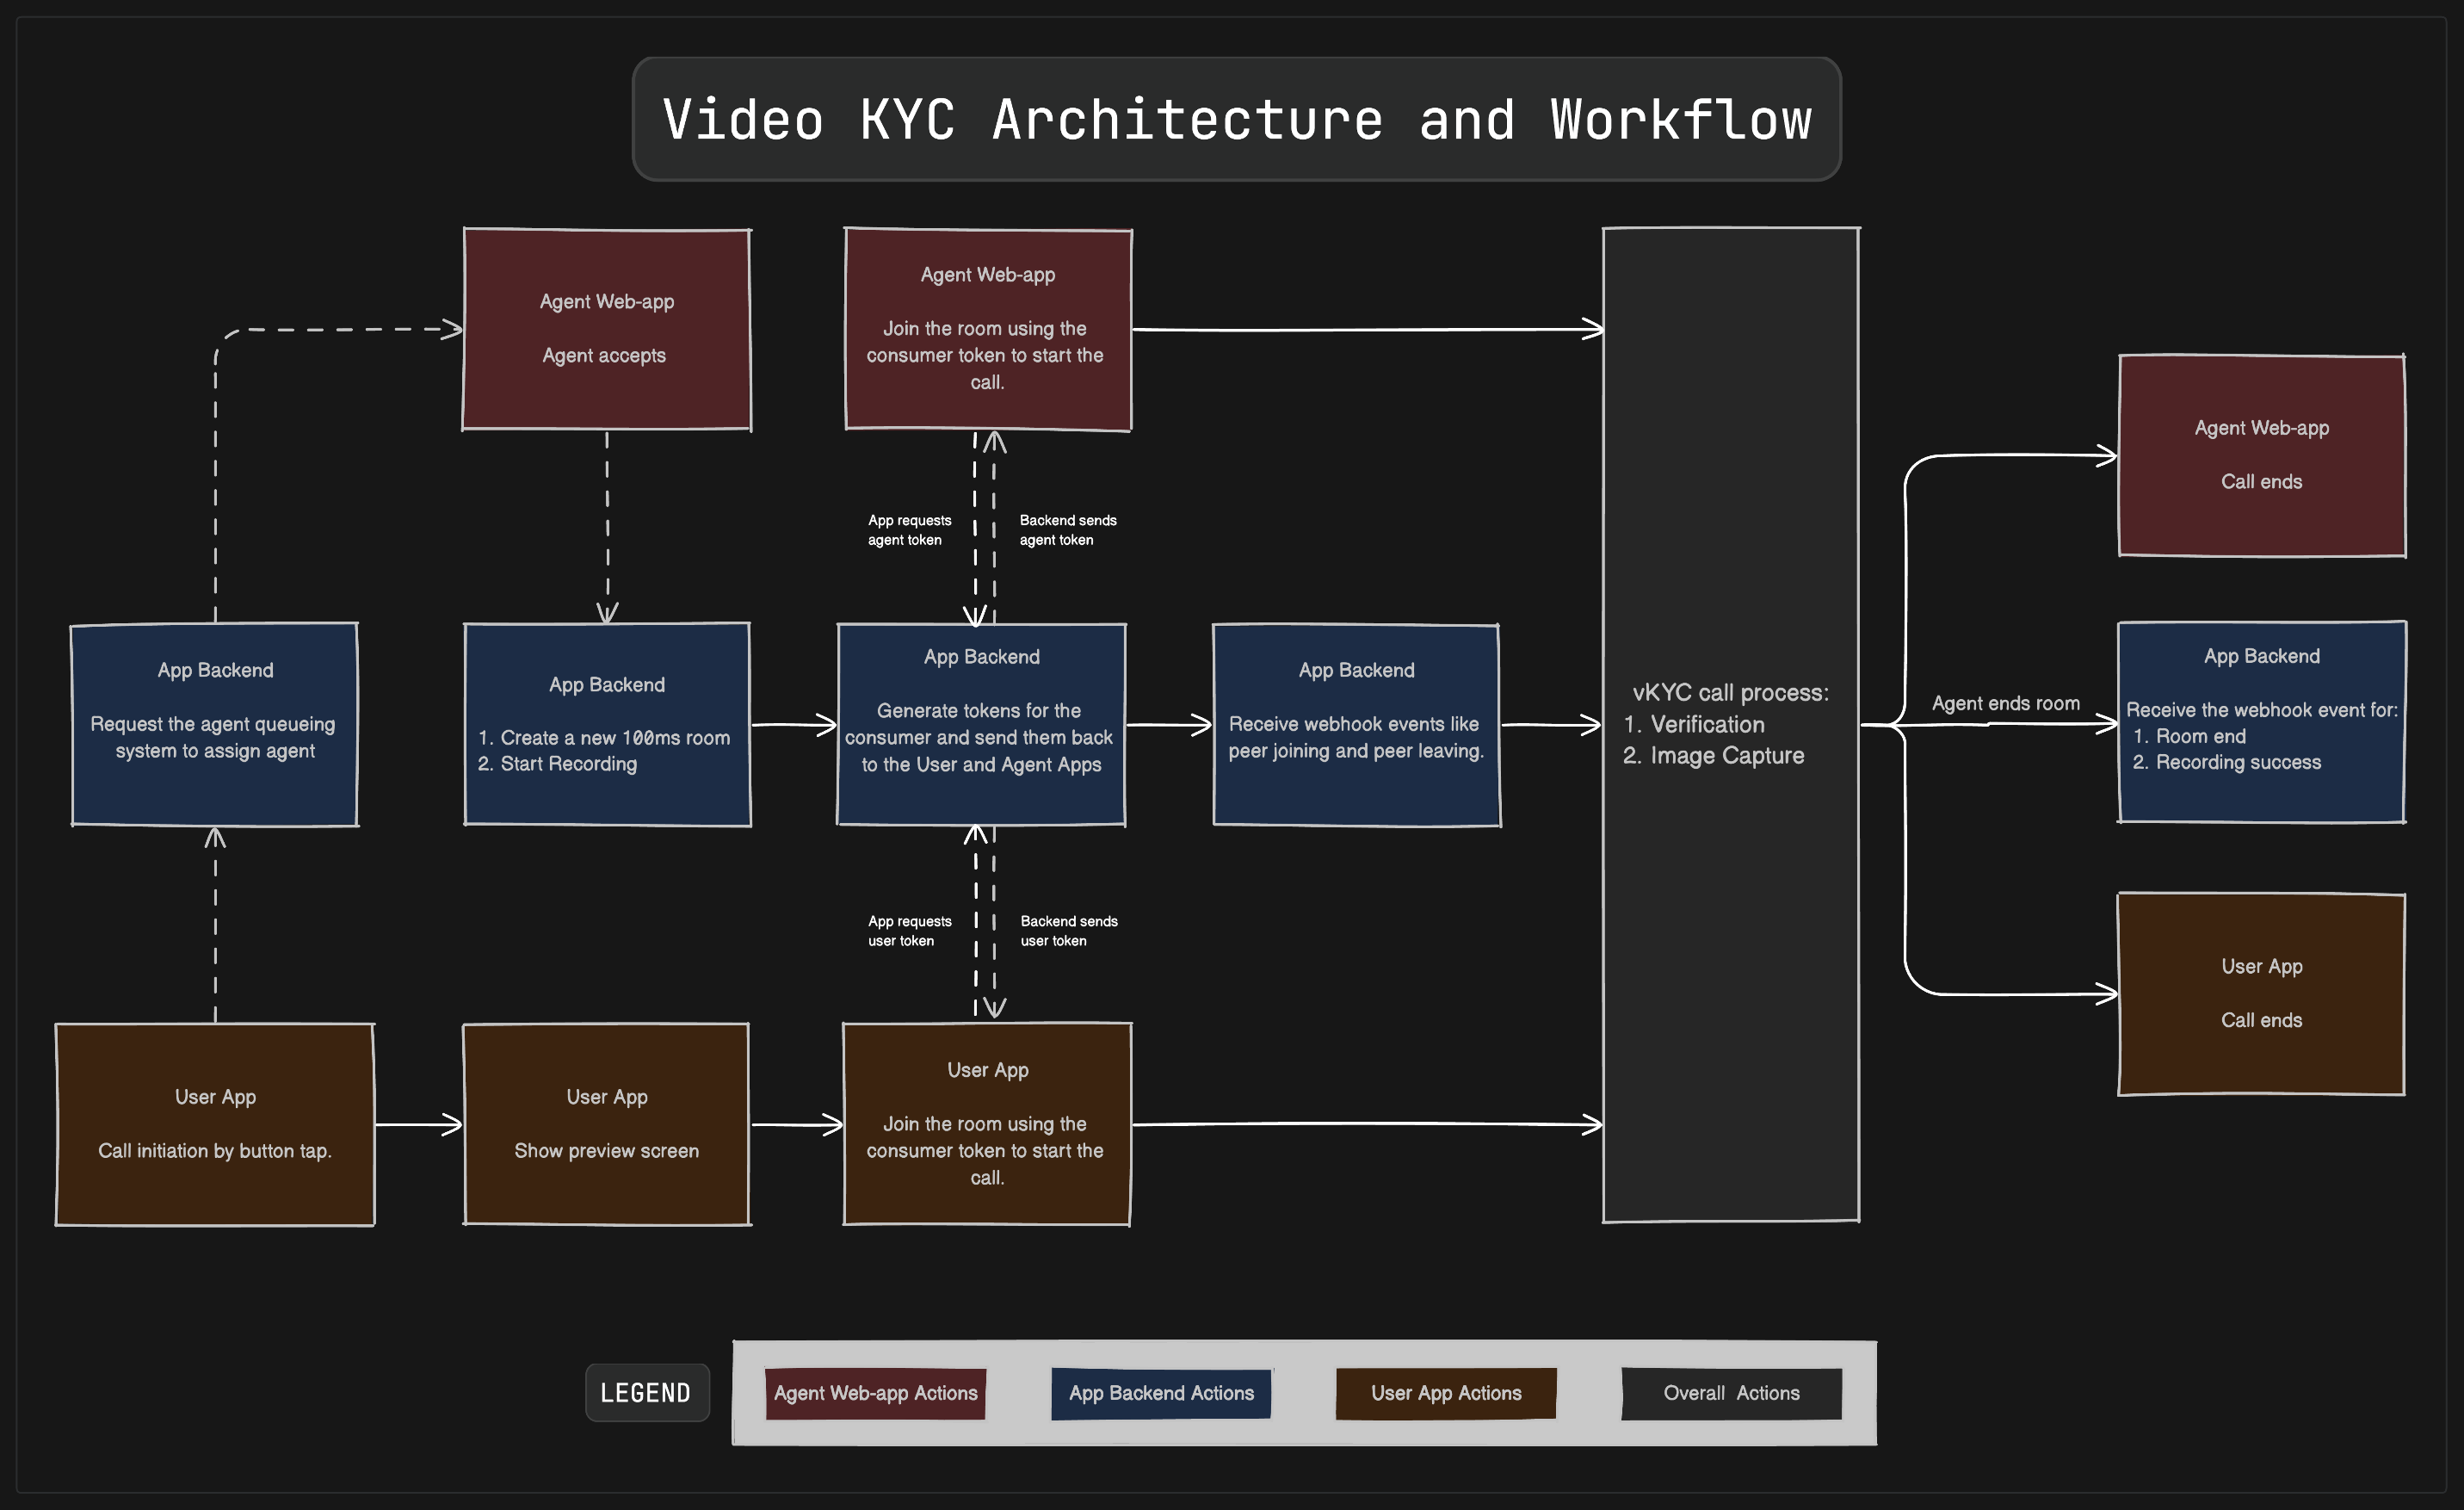 Video KYC Architecture and Workflow
Agent Web-app
Agent accepts
Agent Web-app
Join the room using the
consumer token to start the
call.
Agent Web-app
Call ends
App requests
agent token
Backend sends
agent token
App Backend
Request the agent queueing
system to assign agent
App Backend
1. Create a new 100ms room
2. Start Recording
App Backend
Generate tokens for the
consumer and send them back
to the User and Agent Apps
App Backend
Receive webhook events like
peer joining and peer leaving.
vKYC call process:
1. Verification
2. Image Capture
Agent ends room
App Backend
Receive the webhook event for:
1. Room end
2. Recording success
App requests
user token
Backend sends
user token
User App
Call initiation by button tap.
User App
Show preview screen
User App
Join the room using the
consumer token to start the
call.
User App
Call ends
LEGEND
Agent Web-app Actions
App Backend Actions
User App Actions
Overall Actions